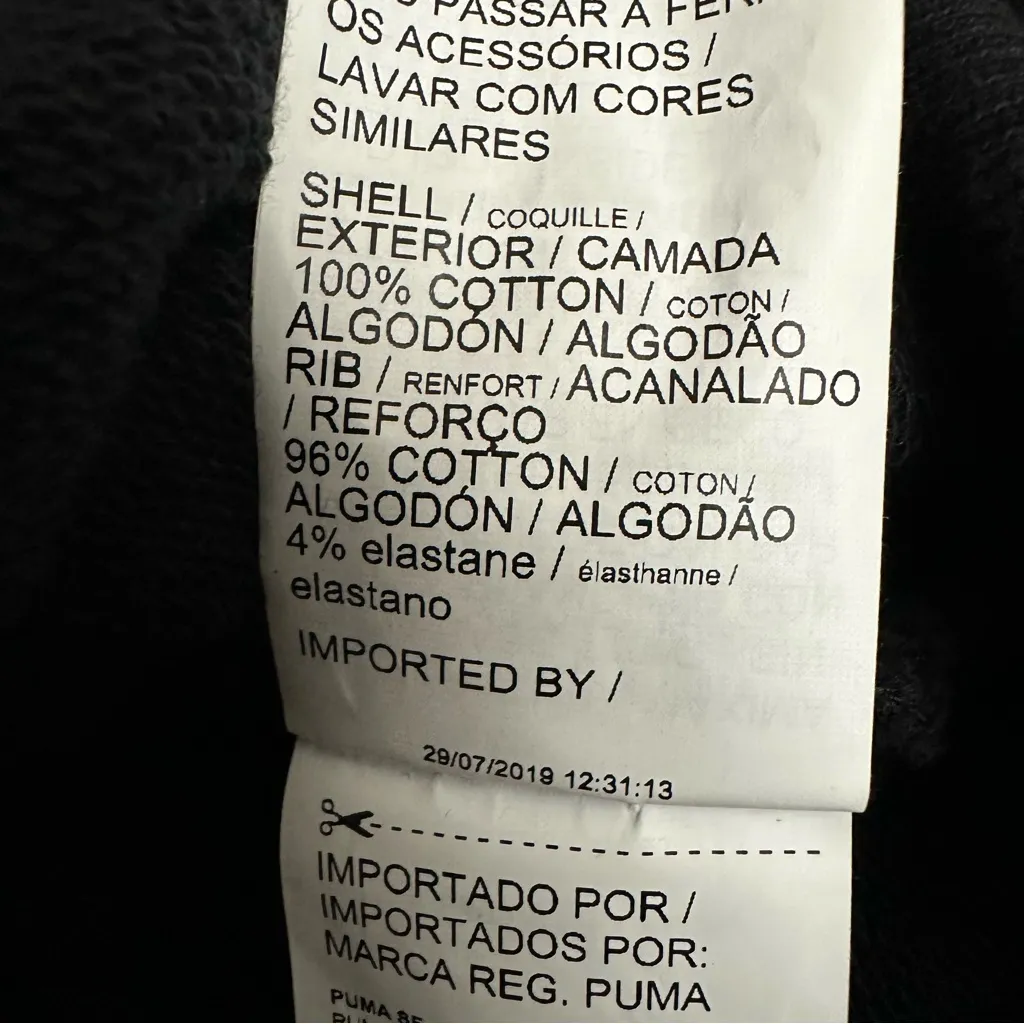 PASSAR A
OS ACESSÓRIOS /
LAVAR COM CORES
SIMILARES
SHELL / COQUILLE /
EXTERIOR / CAMADA
100% COTTON / COTON /
ALGODÓN / ALGODÃO
RIB / RENFORT / ACANALADO
/ REFORÇO
96% COTTON / COTON /
ALGODÓN / ALGODÃO
4% elastane / élasthanne /
elastano
IMPORTED BY /
29/07/2019 12:31:13
IMPORTADO POR /
IMPORTADOS POR:
MARCA REG. PUMA
PUMA